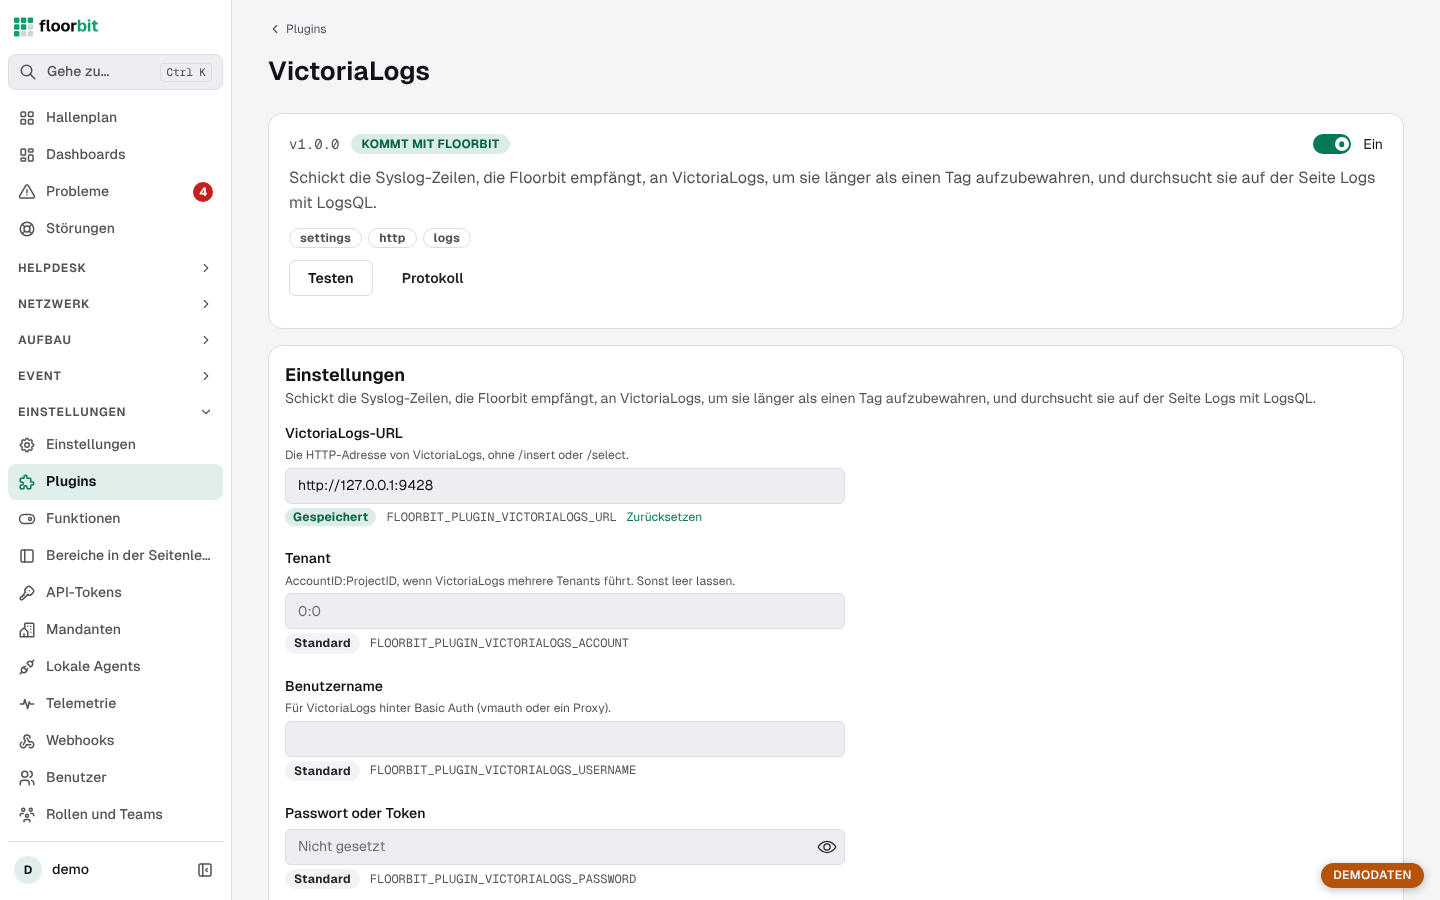 floorbit
Gehe zu...
Ctrl K
Hallenplan
Dashboards
Probleme
4
Störungen
HELPDESK
NETZWERK
AUFBAU
EVENT
EINSTELLUNGEN
Einstellungen
Plugins
Funktionen
Bereiche in der Seitenle...
API-Tokens
Mandanten
Lokale Agents
Telemetrie
Webhooks
Benutzer
Rollen und Teams
D
demo
Plugins
VictoriaLogs
v1.0.0
KOMMT MIT FLOORBIT
Ein
Schickt die Syslog-Zeilen, die Floorbit empfängt, an VictoriaLogs, um sie länger als einen Tag aufzubewahren, und durchsucht sie auf der Seite Logs
mit LogsQL.
settings
http
logs
Testen
Protokoll
Einstellungen
Schickt die Syslog-Zeilen, die Floorbit empfängt, an VictoriaLogs, um sie länger als einen Tag aufzubewahren, und durchsucht sie auf der Seite Logs mit LogsQL.
VictoriaLogs-URL
Die HTTP-Adresse von VictoriaLogs, ohne /insert oder /select.
http://127.0.0.1:9428
Gespeichert
FLOORBIT_PLUGIN_VICTORIALOGS_URL
Zurücksetzen
Tenant
AccountID:ProjectID, wenn VictoriaLogs mehrere Tenants führt. Sonst leer lassen.
0:0
Standard
FLOORBIT_PLUGIN_VICTORIALOGS_ACCOUNT
Benutzername
Für VictoriaLogs hinter Basic Auth (vmauth oder ein Proxy).
Standard
FLOORBIT_PLUGIN_VICTORIALOGS_USERNAME
Passwort oder Token
Nicht gesetzt
Standard
FLOORBIT_PLUGIN_VICTORIALOGS_PASSWORD
DEMODATEN